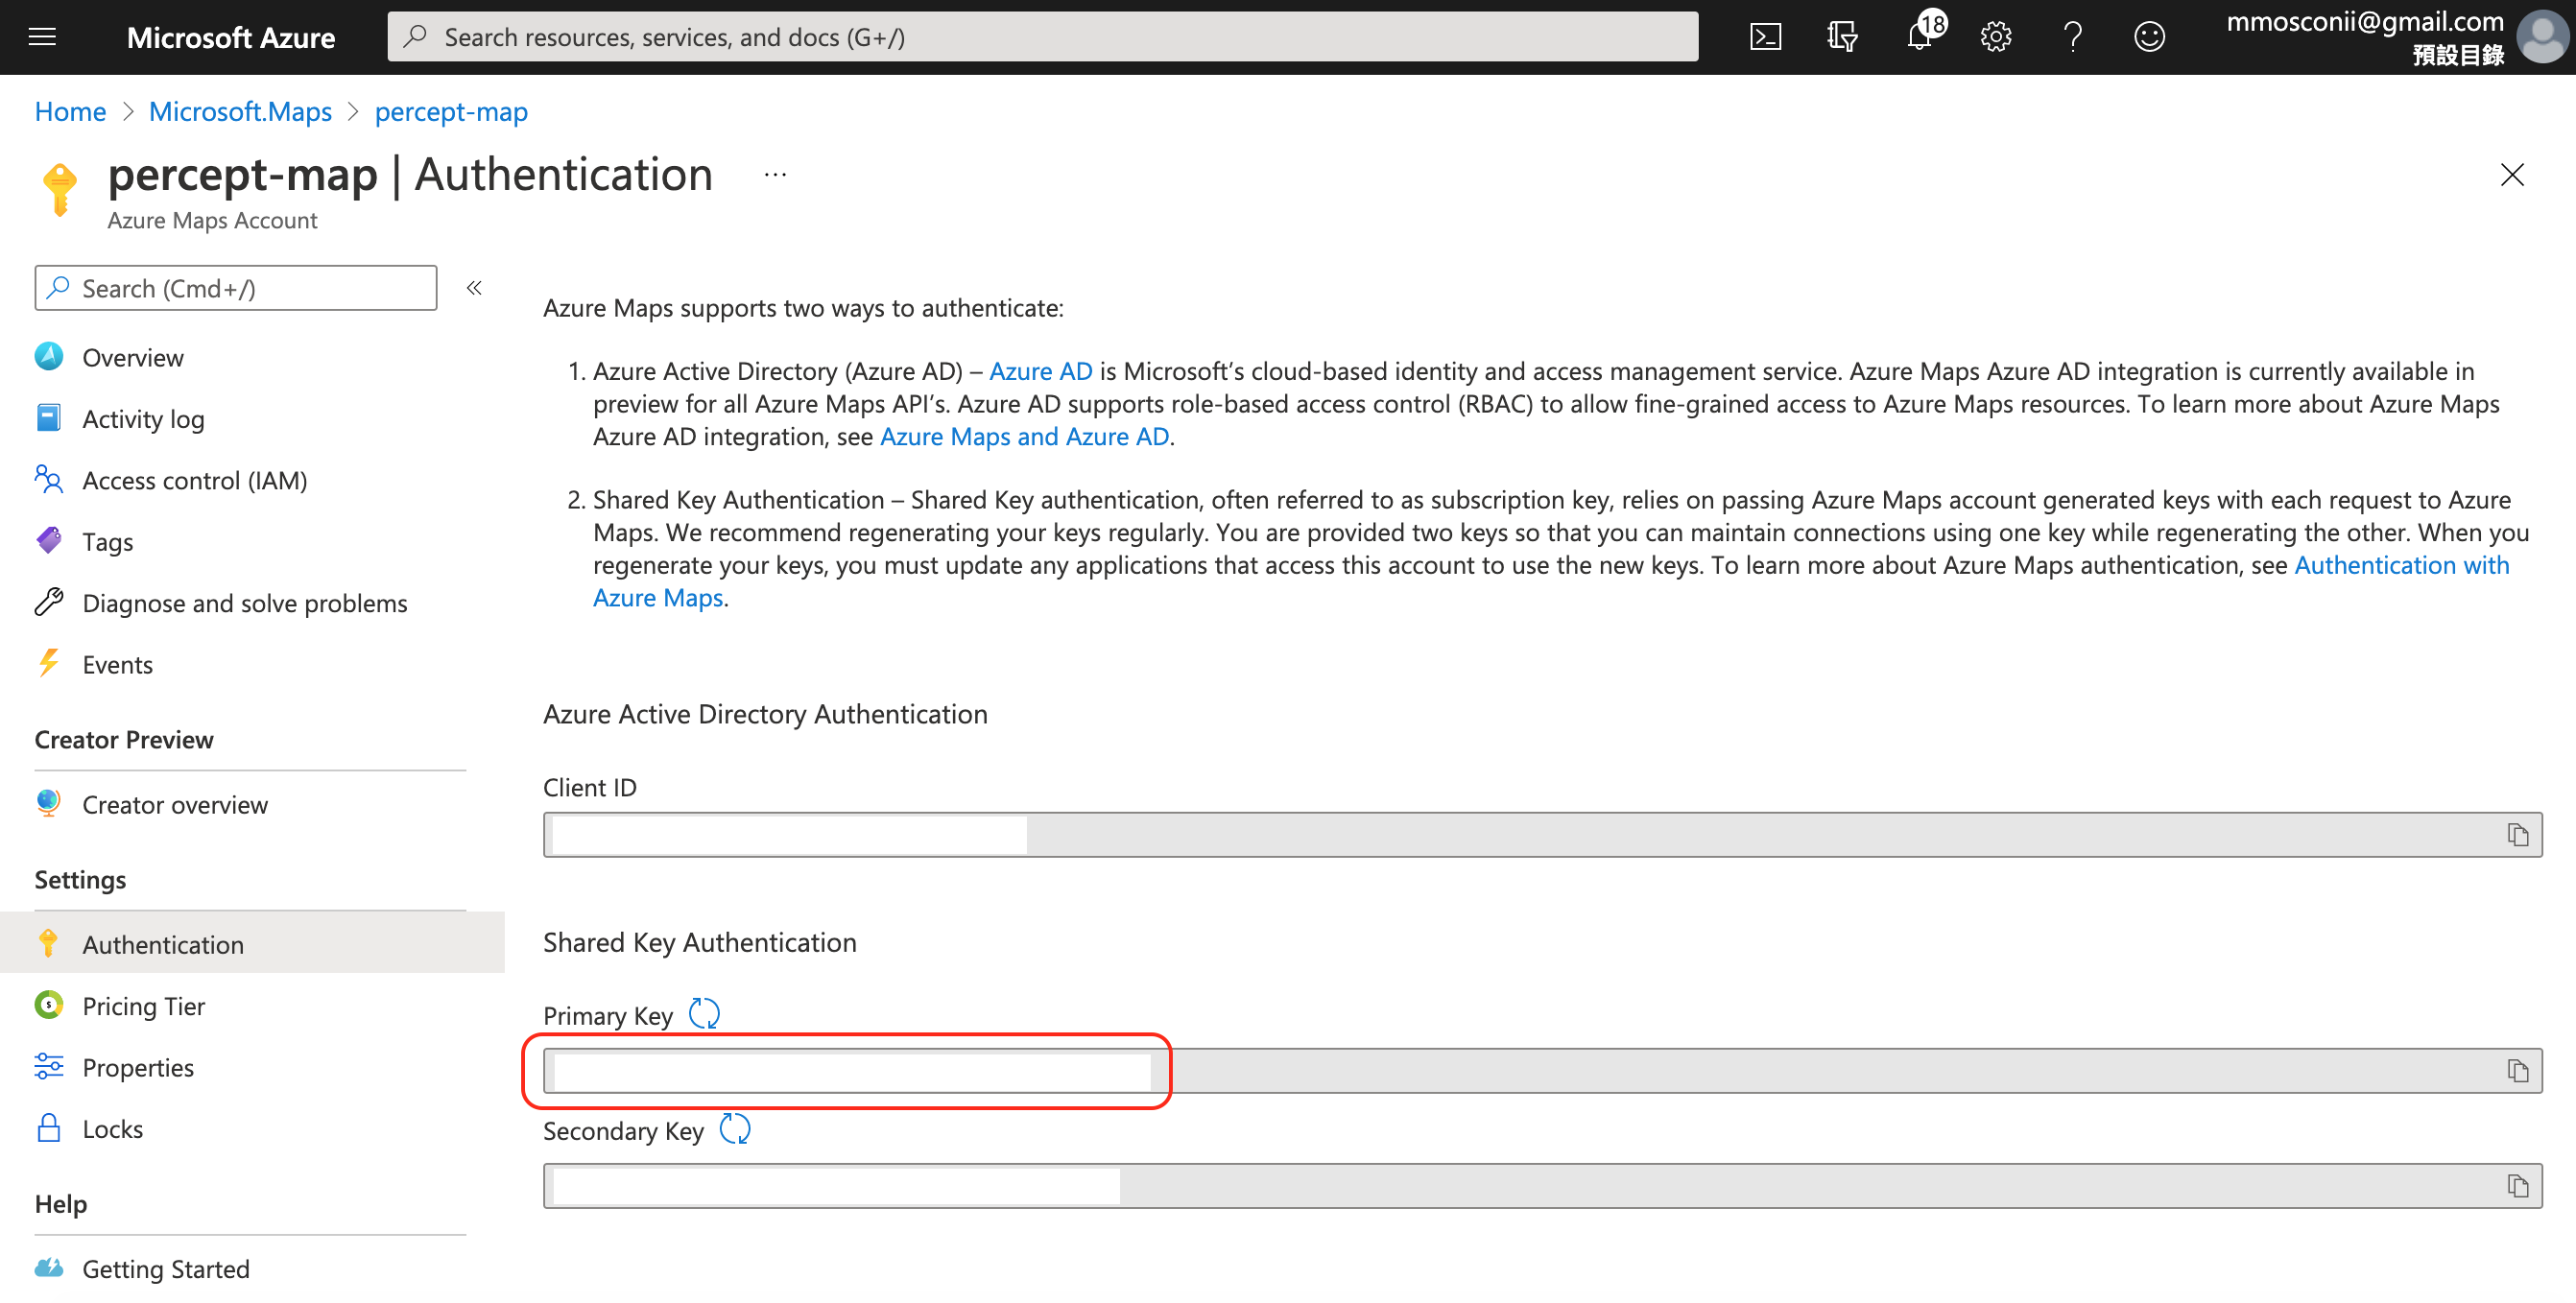 Microsoft Azure
Search resources, services, and docs (G+/)
18
mmosconii@gmail.com
預設目錄
Home > Microsoft.Maps > percept-map
percept-map | Authentication ...
Azure Maps Account
Search (Cmd+/)
«
Overview
Activity log
Access control (IAM)
Tags
Diagnose and solve problems
Events
Creator Preview
Creator overview
Settings
Authentication
Pricing Tier
Properties
Locks
Help
Getting Started
Azure Maps supports two ways to authenticate:
1. Azure Active Directory (Azure AD) – Azure AD is Microsoft’s cloud-based identity and access management service. Azure Maps Azure AD integration is currently available in
preview for all Azure Maps API’s. Azure AD supports role-based access control (RBAC) to allow fine-grained access to Azure Maps resources. To learn more about Azure Maps
Azure AD integration, see Azure Maps and Azure AD.
2. Shared Key Authentication – Shared Key authentication, often referred to as subscription key, relies on passing Azure Maps account generated keys with each request to Azure
Maps. We recommend regenerating your keys regularly. You are provided two keys so that you can maintain connections using one key while regenerating the other. When you
regenerate your keys, you must update any applications that access this account to use the new keys. To learn more about Azure Maps authentication, see Authentication with
Azure Maps.
Azure Active Directory Authentication
Client ID
Shared Key Authentication
Primary Key
Secondary Key